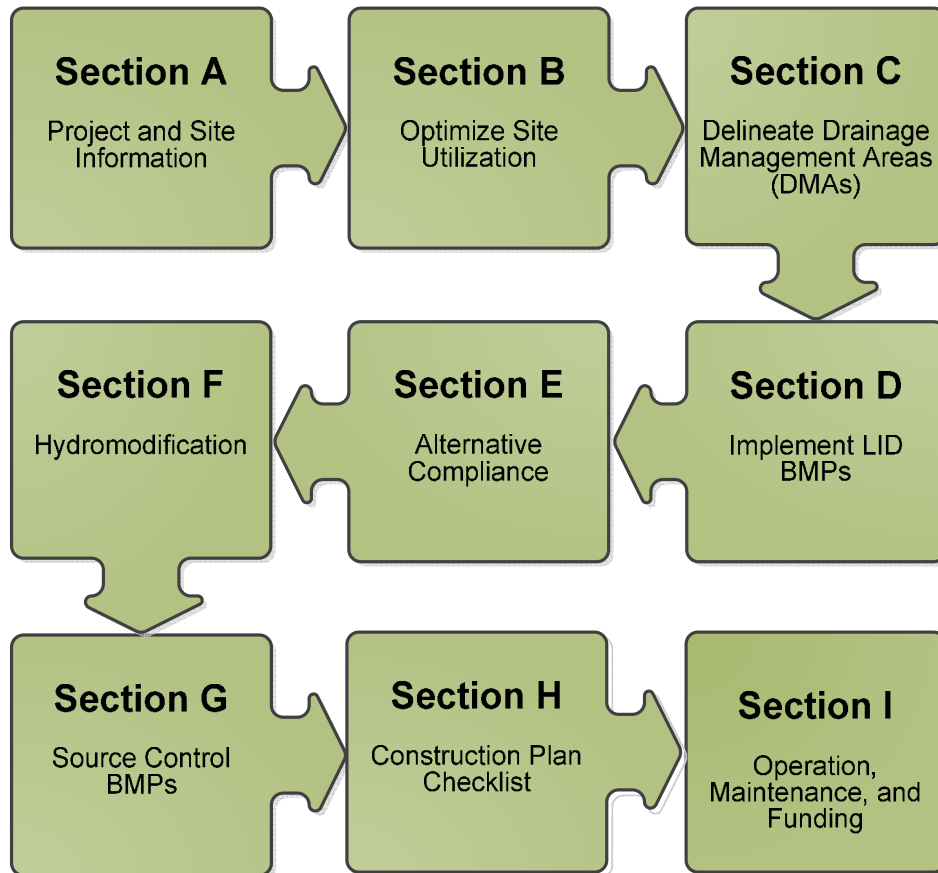 Section A
Project and Site
Information
Section B
Optimize Site
Utilization
Section C
Delineate Drainage
Management Areas
(DMAs)
Section F
Hydromodification
Section E
Alternative
Compliance
Section D
Implement LID
BMPs
Section G
Source Control
BMPs
Section H
Construction Plan
Checklist
Section I
Operation,
Maintenance, and
Funding